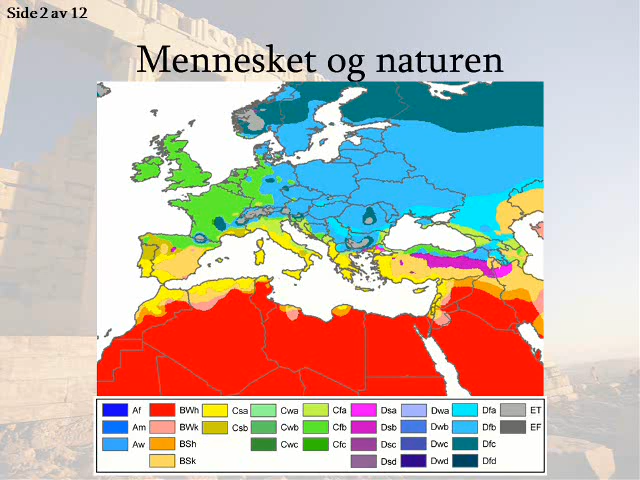 Side 2 av 12
Mennesket og naturen
Af BWh Csa Cwa Cfa Dsa Dwa Dfa ET
Am BWk Csb Cwb Cfb Dsb Dwb Dfb EF
Aw BSh Cwc Cfc Dsc Dwc Dfc
BSk Dsd Dwd Dfd